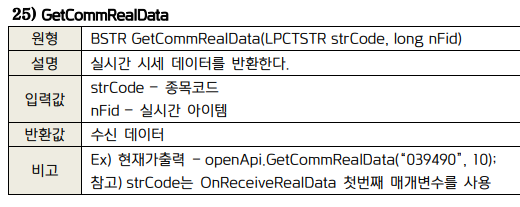 25) GetCommRealData
원형 BSTR GetCommRealData(LPCTSTR strCode, long nFid)
설명 실시간 시세 데이터를 반환한다.
입력값 strCode – 종목코드
nFid – 실시간 아이템
반환값 수신 데이터
비고 Ex) 현재가출력 – openApi.GetCommRealData(“039490”, 10);
참고) strCode는 OnReceiveRealData 첫번째 매개변수를 사용